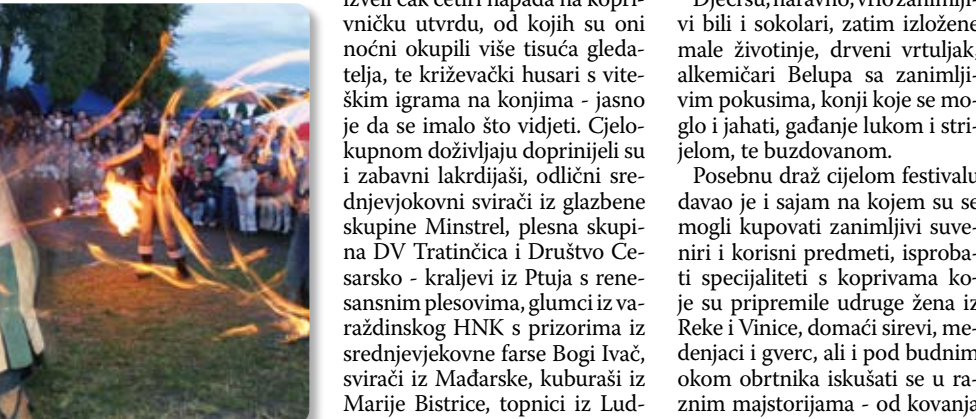 izveli čak četiri napada na kopri-
vničku utvrdu, od kojih su oni
noćni okupili više tisuća gleda-
telja, te križevački husari s vite-
škim igrama na konjima - jasno
je da se imalo što vidjeti. Cjelo-
kupnom doživljaju doprinijeli su
i zabavni lakrdijaši, odlični sre-
dnjevjokovni svirači iz glazbene
skupine Minstrel, plesna skupi-
na DV Tratinčica i Društvo Ce-
sarsko - kraljevi iz Ptuja s rene-
sansnim plesovima, glumci iz va-
raždinskog HNK s prizorima iz
srednjevjekovne farse Bogi Ivač,
svirači iz Mađarske, kuburaši iz
Marije Bistrice, topnici iz Lud-
Djeci su, naravno, vrlo zanimlji-
vi bili i sokolari, zatim izložene
male životinje, drveni vrtuljak,
alkemičari Belupa sa zanimlji-
vim pokusima, konji koje se mo-
glo i jahati, gađanje lukom i stri-
jelom, te buzdovanom.
Posebnu draž cijelom festivalu
davao je i sajam na kojem su se
mogli kupovati zanimljivi suve-
niri i korisni predmeti, isproba-
ti specijaliteti s koprivama ko-
je su pripremile udruge žena iz
Reke i Vinice, domaći sirevi, me-
denjaci i gverc, ali i pod budnim
okom obrtnika iskušati se u ra-
znim majstorijama - od kovanja